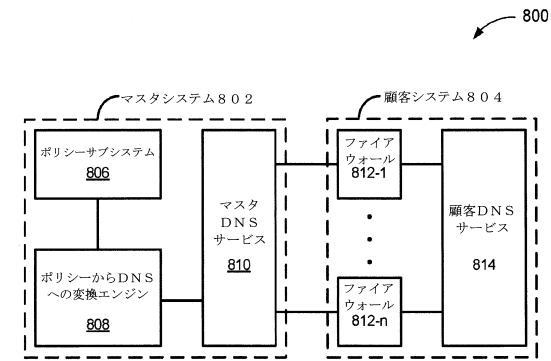 800
マスタシステム802
顧客システム804
ポリシーサブシステム
806
ポリシーからDNS
への変換エンジン
808
マスタ
DNS
サービス
810
ファイア
ウォール
812-1
ファイア
ウォール
812-n
顧客DNS
サービス
814